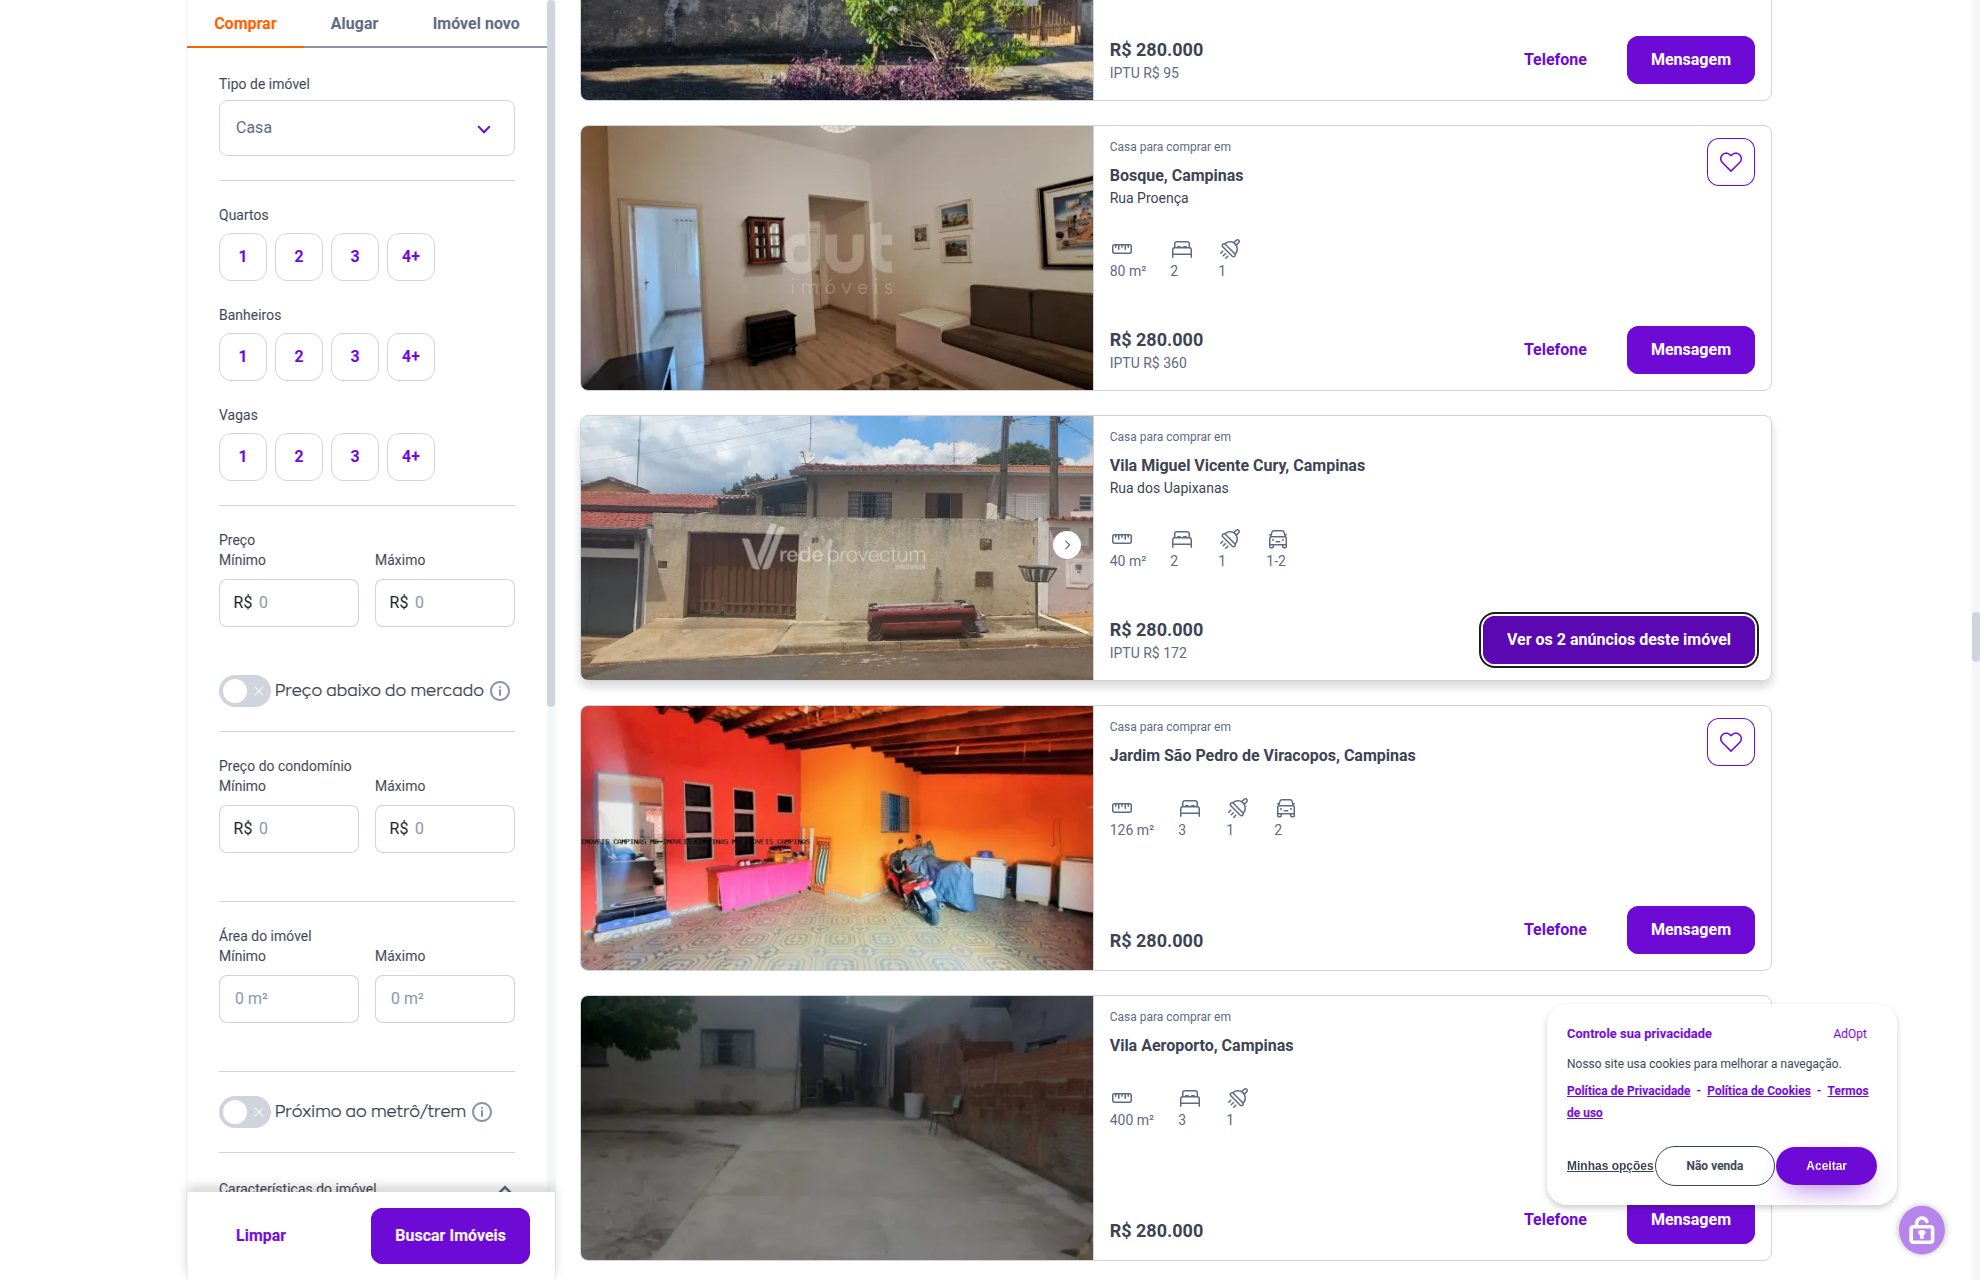 Comprar
Alugar
Imóvel novo
Tipo de imóvel
Casa
Quartos
1
2
3
4+
Banheiros
1
2
3
4+
Vagas
1
2
3
4+
Preço
Mínimo
Máximo
R$ 0
R$ 0
Preço abaixo do mercado
Preço do condomínio
Mínimo
Máximo
R$ 0
R$ 0
Área do imóvel
Mínimo
Máximo
0 m²
0 m²
Próximo ao metrô/trem
Características do imóvel
Limpar
Buscar Imóveis
R$ 280.000
IPTU R$ 95
Telefone
Mensagem
dut
imóveis
Casa para comprar em
Bosque, Campinas
Rua Proença
80 m²
2
1
R$ 280.000
IPTU R$ 360
Telefone
Mensagem
rede provectum
Casa para comprar em
Vila Miguel Vicente Cury, Campinas
Rua dos Uapixanas
40 m²
2
1
1-2
R$ 280.000
IPTU R$ 172
Ver os 2 anúncios deste imóvel
Casa para comprar em
Jardim São Pedro de Viracopos, Campinas
126 m²
3
1
2
R$ 280.000
Telefone
Mensagem
Casa para comprar em
Vila Aeroporto, Campinas
400 m²
3
1
R$ 280.000
Telefone
Mensagem
Controle sua privacidade
AdOpt
Nosso site usa cookies para melhorar a navegação.
Política de Privacidade - Política de Cookies - Termos
de uso
Minhas opções
Não venda
Aceitar